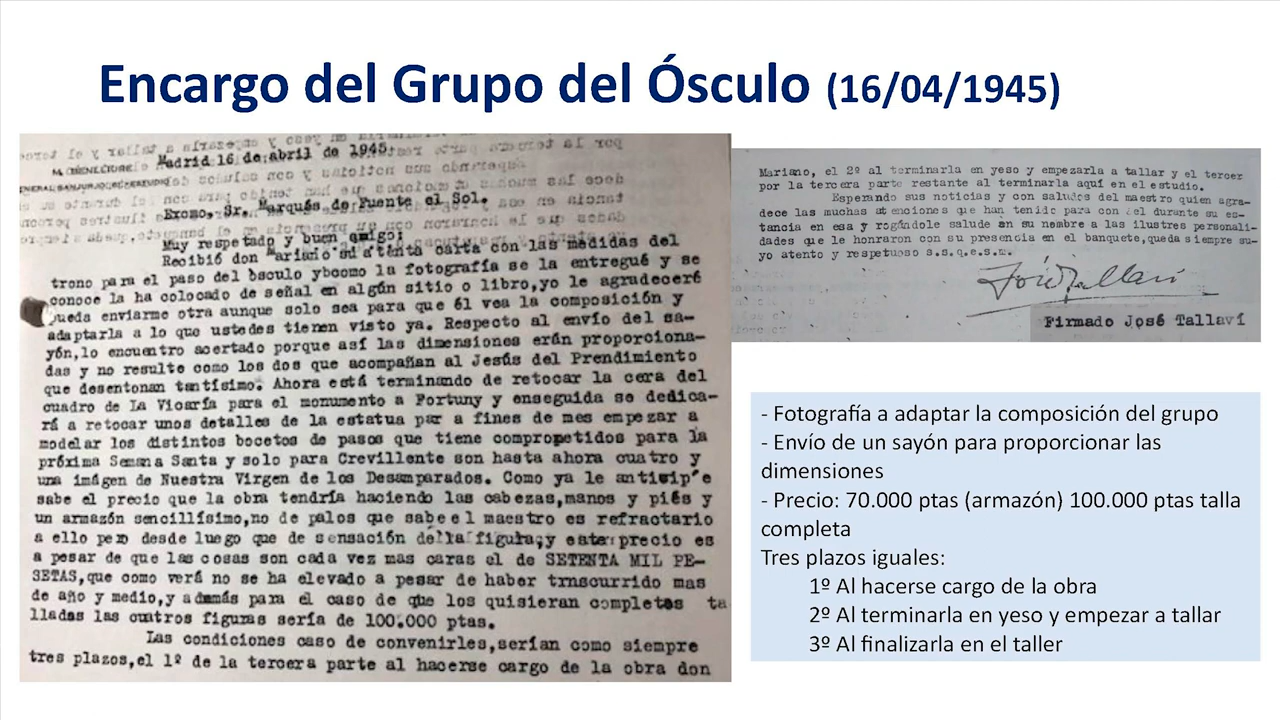 Encargo del Grupo del Ósculo (16/04/1945)
Madrid 16 de abril de 1945
M. BENLLIURE
Excmo. Sr. Marqués de Fuente el Sol.
Muy respetado y buen amigo:
Recibió don Mariano su atenta carta con las medidas del
trono para el paso del Osculo ybcomo la fotografía se la entregué y se
conoce la ha colocado de señal en algún sitio o libro,yo le agradeceré
pueda enviarme otra aunque solo sea para que él vea la composición y
adaptarla a lo que ustedes tienen visto ya. Respecto al envío del sa-
yón,lo encuentro acertado porque así las dimensiones erán proporciona-
das y no resulte como los dos que acompañan al Jesús del Prendimiento
que desentonan tantísimo. Ahora está terminando de retocar la cera del
cuadro de La Vicaría para el monumento a Fortuny y enseguida se dedica-
rá a retocar unos detalles de la estatua par a fines de mes empezar a
modelar los distintos bocetos de pasos que tiene comprometidos para la
próxima Semana Santa y solo para Crevillente son hasta ahora cuatro y
una imágen de Nuestra Virgen de los Desamparados. Como ya le anticipé
sabe el precio que la obra tendría haciendo las cabezas,manos y piés y
un armazón sencillísimo,no de palos que sabe el maestro es refractario
a ello pero desde luego que de sensación de la figura,y este precio es
a pesar de que las cosas son cada vez mas caras el de SETENTA MIL PE-
SETAS,que como verá no se ha elevado a pesar de haber trnscurrido mas
de año y medio,y además para el caso de que los quisieran completas ta
lladas las cuatros figuras sería de 100.000 ptas.
Las condiciones caso de convenirles,serían como siempre
tres plazos,el 1º de la tercera parte al hacerse cargo de la obra don
Mariano, el 2º al terminarla en yeso y empezarla a tallar y el tercer
por la tercera parte restante al terminarla aquí en el estudio.
Esperando sus noticias y con saludos del maestro quien agra-
dece las muchas atenciones que han tenido para con el durante su es-
tancia en esa y rogándole salude en su nombre a las ilustres personali-
dades que le honraron con su presencia en el banquete,queda siempre su-
yo atento y respetuoso s.s.q.e.s.m.
José Tallaví
Firmado José Tallaví
- Fotografía a adaptar la composición del grupo
- Envío de un sayón para proporcionar las
dimensiones
- Precio: 70.000 ptas (armazón) 100.000 ptas talla
completa
Tres plazos iguales:
1º Al hacerse cargo de la obra
2º Al terminarla en yeso y empezar a tallar
3º Al finalizarla en el taller